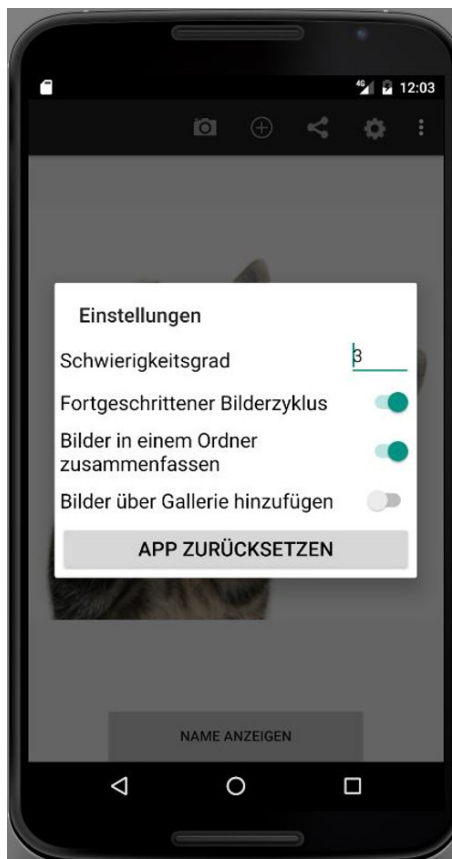 4G 12:03
Einstellungen
Schwierigkeitsgrad 3
Fortgeschrittener Bilderzyklus
Bilder in einem Ordner
zusammenfassen
Bilder über Gallerie hinzufügen
APP ZURÜCKSETZEN
NAME ANZEIGEN